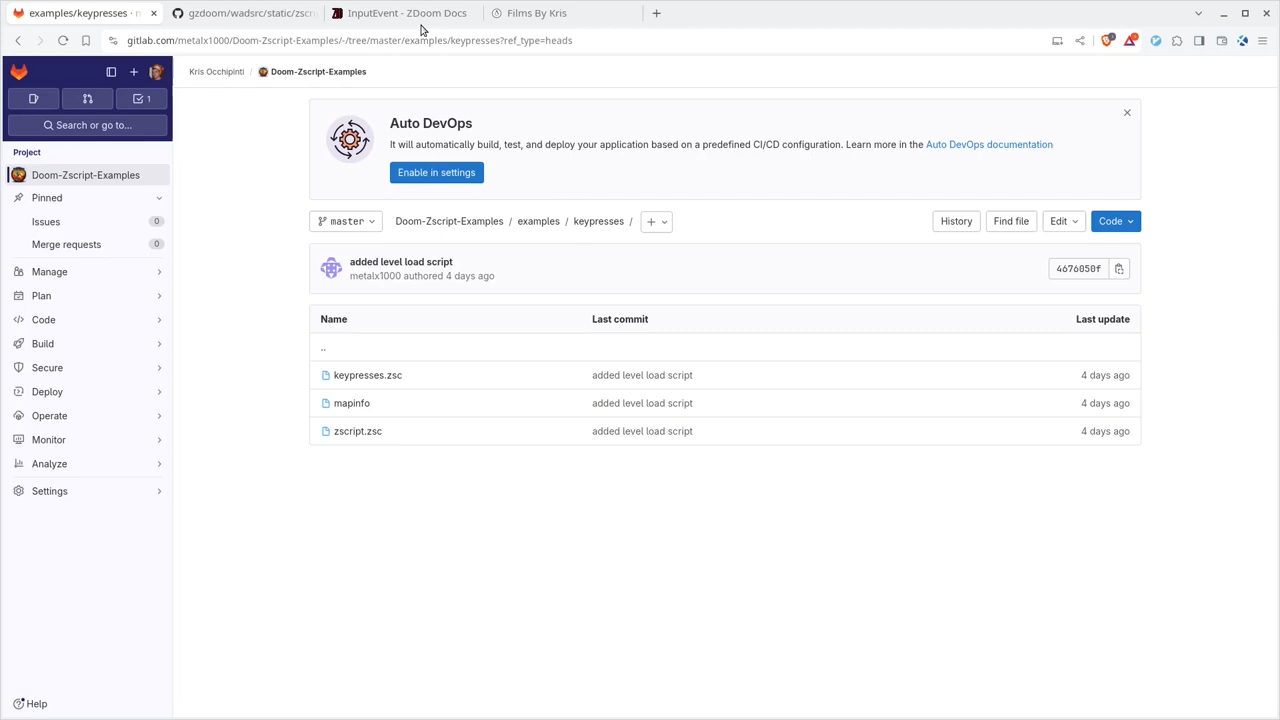 examples/keypresses · m
gzdoom/wadsrc/static/zscri
InputEvent - ZDoom Docs
Films By Kris
gitlab.com/metalx1000/Doom-Zscript-Examples/-/tree/master/examples/keypresses?ref_type=heads
Kris Occhipinti / Doom-Zscript-Examples
1
Search or go to...
Project
Doom-Zscript-Examples
Pinned
Issues 0
Merge requests 0
Manage
Plan
Code
Build
Secure
Deploy
Operate
Monitor
Analyze
Settings
Help
Auto DevOps
It will automatically build, test, and deploy your application based on a predefined CI/CD configuration. Learn more in the Auto DevOps documentation
Enable in settings
master
Doom-Zscript-Examples / examples / keypresses /
History
Find file
Edit
Code
added level load script
metalx1000 authored 4 days ago
4676050f
Name Last commit Last update
..
keypresses.zsc added level load script 4 days ago
mapinfo added level load script 4 days ago
zscript.zsc added level load script 4 days ago